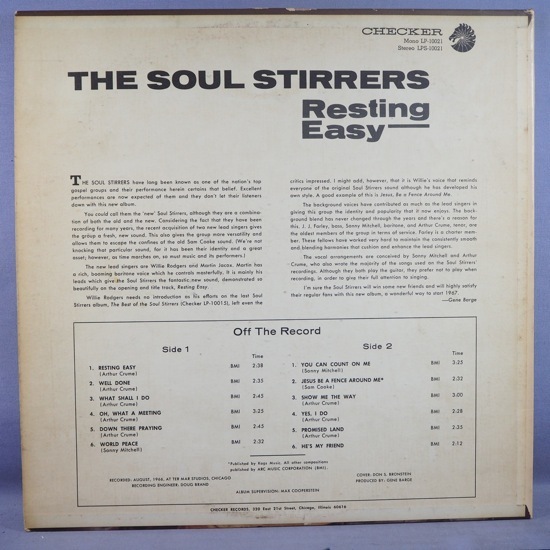 CHECKER
Mono LP-10021
Stereo LPS-10021
THE SOUL STIRRERS
Resting
Easy
THE SOUL STIRRERS have long been known as one of the nation's top
gospel groups and their performance herein certains that belief. Excellent
performances are now expected of them and they don't let their listeners
down with this new album.
You could call them the 'new' Soul Stirrers, although they are a combina-
tion of both the old and the new. Considering the fact that they have been
recording for many years, the recent acquisition of two new lead singers gives
the group a fresh, new sound. This also gives the group more versatility and
allows them to escape the confines of the old Sam Cooke sound. (We're not
knocking that particular sound, for it has been their identity and a great
asset; however, as time marches on, so must music and its performers.)
The new lead singers are Willie Rodgers and Martin Jacox. Martin has
a rich, booming baritone voice which he controls masterfully. It is mainly his
leads which give the Soul Stirrers the fantastic new sound, demonstrated so
beautifully on the opening and title track, Resting Easy.
Willie Rodgers needs no introduction as his efforts on the last Soul
Stirrers album, The Best of the Soul Stirrers (Checker LP-10015), left even the
critics impressed. I might add, however, that it is Willie's voice that reminds
everyone of the original Soul Stirrers sound although he has developed his
own style. A good example of this is Jesus, Be a Fence Around Me.
The background voices have contributed as much as the lead singers in
giving this group the identity and popularity that it now enjoys. The back-
ground blend has never changed through the years and there's a reason for
this. J. J. Farley, bass, Sonny Mitchell, baritone, and Arthur Crume, tenor, are
the oldest members of the group in terms of service. Farley is a charter mem-
ber. These fellows have worked very hard to maintain the consistently smooth
and blending harmonies that cushion and enhance the lead singers.
The vocal arrangements are conceived by Sonny Mitchell and Arthur
Crume, who also wrote the majority of the songs used on the Soul Stirrers'
recordings. Although they both play the guitar, they prefer not to play when
recording, in order to give their full attention to singing.
I'm sure the Soul Stirrers will win some new friends and will highly satisfy
their regular fans with this new album, a wonderful way to start 1967.
—Gene Barge
Off The Record
Side 1
Time
1. RESTING EASY BMI 2:38
(Arthur Crume)
2. WELL DONE BMI 2:35
(Arthur Crume)
3. WHAT SHALL I DO BMI 2:45
(Arthur Crume)
4. OH, WHAT A MEETING BMI 3:25
(Arthur Crume)
5. DOWN THERE PRAYING BMI 2:45
(Arthur Crume)
6. WORLD PEACE BMI 2:32
(Sonny Mitchell)
Side 2
Time
1. YOU CAN COUNT ON ME BMI 3:25
(Sonny Mitchell)
2. JESUS BE A FENCE AROUND ME* BMI 2:32
(Sam Cooke)
3. SHOW ME THE WAY BMI 3:00
(Arthur Crume)
4. YES, I DO BMI 2:28
(Arthur Crume)
5. PROMISED LAND BMI 2:35
(Arthur Crume)
6. HE'S MY FRIEND BMI 2:12
*Published by Kags Music. All other compositions
published by ARC MUSIC CORPORATION (BMI).
RECORDED: AUGUST, 1966, AT TER MAR STUDIOS, CHICAGO
RECORDING ENGINEER: DOUG BRAND
COVER: DON S. BRONSTEIN
PRODUCED BY: GENE BARGE
ALBUM SUPERVISION: MAX COOPERSTEIN
CHECKER RECORDS, 320 East 21st Street, Chicago, Illinois 60616